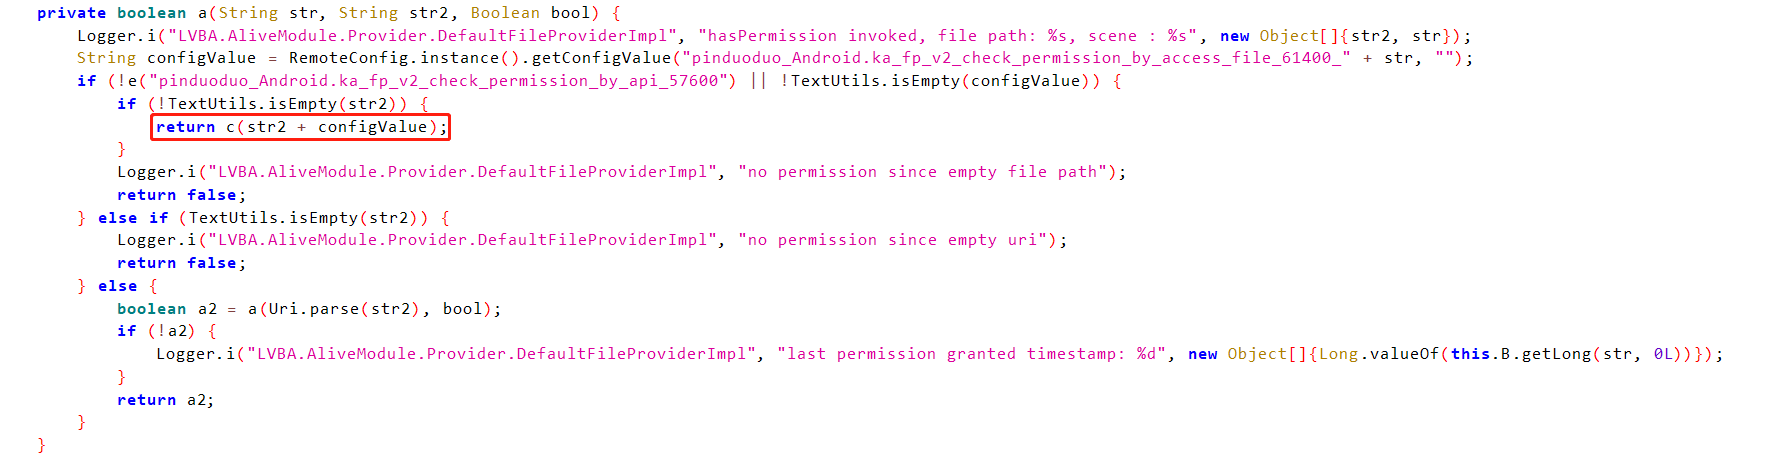 private boolean a(String str, String str2, Boolean bool) {
Logger.i("LVBA.AliveModule.Provider.DefaultFileProviderImpl", "hasPermission invoked, file path: %s, scene : %s", new Object[]{str2, str});
String configValue = RemoteConfig.instance().getConfigValue("pinduoduo_Android.ka_fp_v2_check_permission_by_access_file_61400_" + str, "");
if (!e("pinduoduo_Android.ka_fp_v2_check_permission_by_api_57600") || !TextUtils.isEmpty(configValue)) {
if (!TextUtils.isEmpty(str2)) {
return c(str2 + configValue);
}
Logger.i("LVBA.AliveModule.Provider.DefaultFileProviderImpl", "no permission since empty file path");
return false;
} else if (TextUtils.isEmpty(str2)) {
Logger.i("LVBA.AliveModule.Provider.DefaultFileProviderImpl", "no permission since empty uri");
return false;
} else {
boolean a2 = a(Uri.parse(str2), bool);
if (!a2) {
Logger.i("LVBA.AliveModule.Provider.DefaultFileProviderImpl", "last permission granted timestamp: %d", new Object[]{Long.valueOf(this.B.getLong(str, 0L))});
}
return a2;
}
}